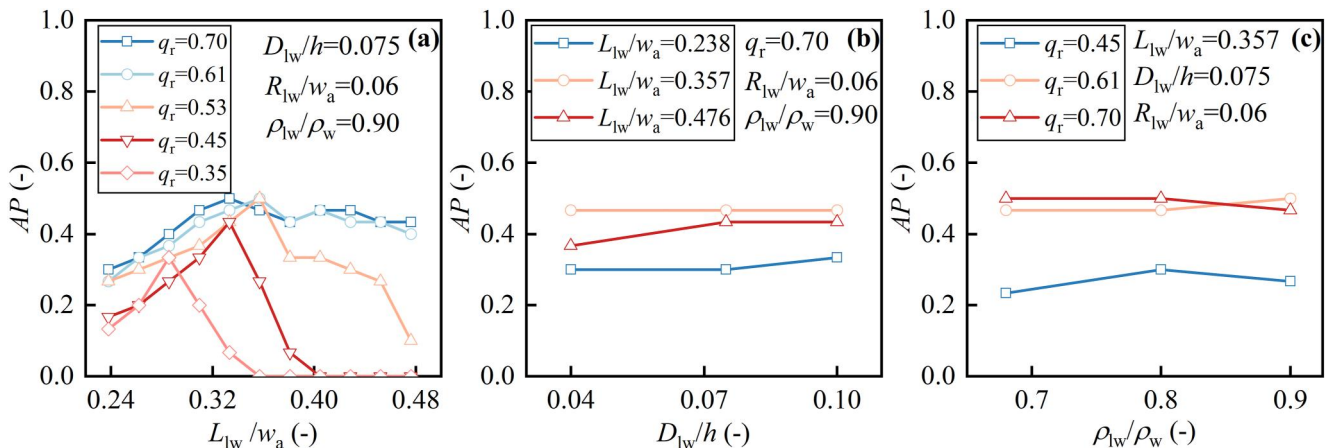 (a)
q_r=0.70
q_r=0.61
q_r=0.53
q_r=0.45
q_r=0.35
D_lw/h=0.075
R_lw/w_a=0.06
ρ_lw/ρ_w=0.90
AP (-)
1.0
0.8
0.6
0.4
0.2
0.0
0.24 0.32 0.40 0.48
L_lw/w_a (-)
(b)
L_lw/w_a=0.238
L_lw/w_a=0.357
L_lw/w_a=0.476
q_r=0.70
R_lw/w_a=0.06
ρ_lw/ρ_w=0.90
AP (-)
1.0
0.8
0.6
0.4
0.2
0.0
0.04 0.07 0.10
D_lw/h (-)
(c)
q_r=0.45
q_r=0.61
q_r=0.70
L_lw/w_a=0.357
D_lw/h=0.075
R_lw/w_a=0.06
AP (-)
1.0
0.8
0.6
0.4
0.2
0.0
0.7 0.8 0.9
ρ_lw/ρ_w (-)